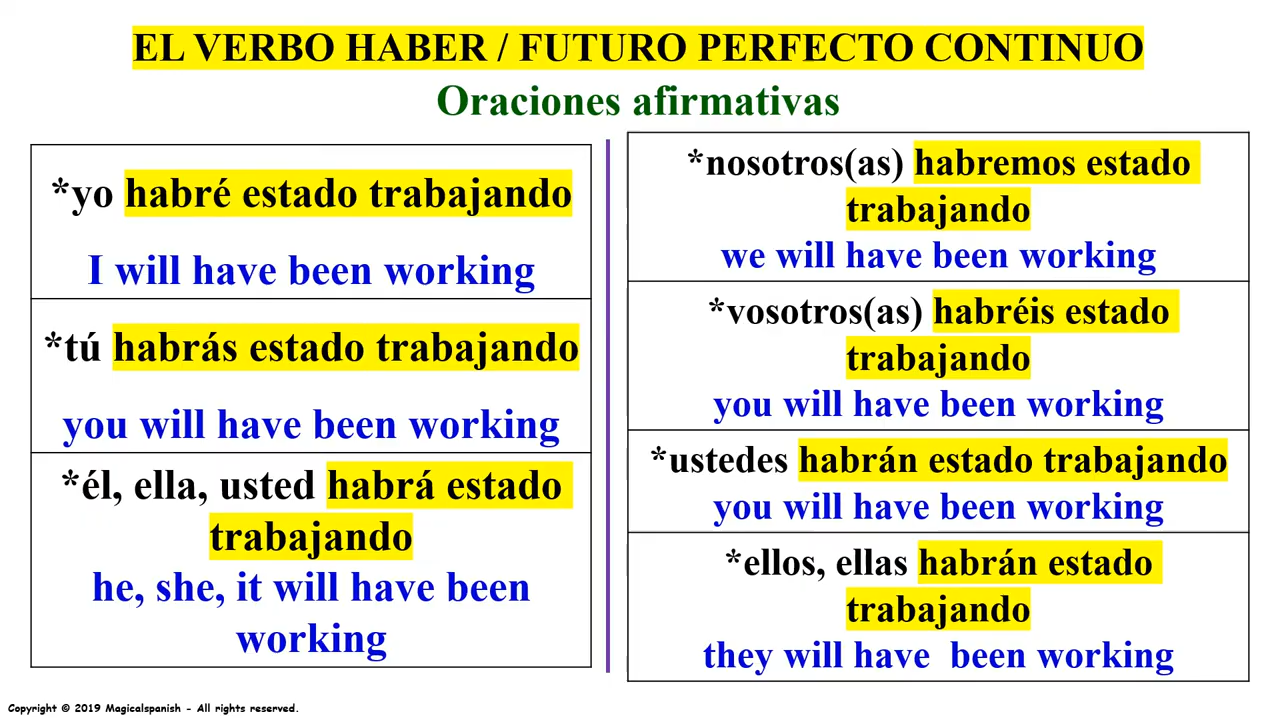 EL VERBO HABER / FUTURO PERFECTO CONTINUO
Oraciones afirmativas
*yo habré estado trabajando
I will have been working
*tú habrás estado trabajando
you will have been working
*él, ella, usted habrá estado
trabajando
he, she, it will have been
working
*nosotros(as) habremos estado
trabajando
we will have been working
*vosotros(as) habréis estado
trabajando
you will have been working
*ustedes habrán estado trabajando
you will have been working
*ellos, ellas habrán estado
trabajando
they will have  been working
Copyright © 2019 Magicalspanish - All rights reserved.